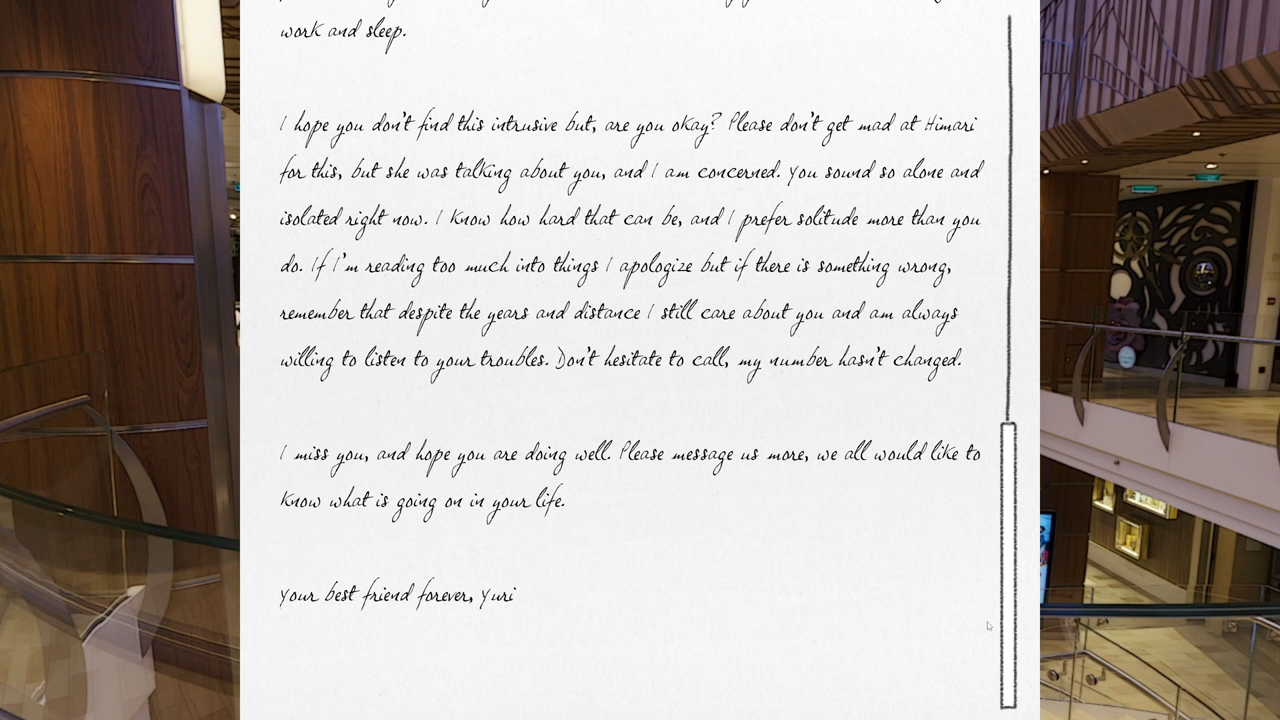 work and sleep.
I hope you don't find this intrusive but, are you okay? Please don't get mad at Himari
for this, but she was talking about you, and I am concerned. You sound so alone and
isolated right now. I know how hard that can be, and I prefer solitude more than you
do. If I'm reading too much into things I apologize but if there is something wrong,
remember that despite the years and distance I still care about you and am always
willing to listen to your troubles. Don't hesitate to call, my number hasn't changed.
I miss you, and hope you are doing well. Please message us more, we all would like to
know what is going on in your life.
Your best friend forever, Yuri